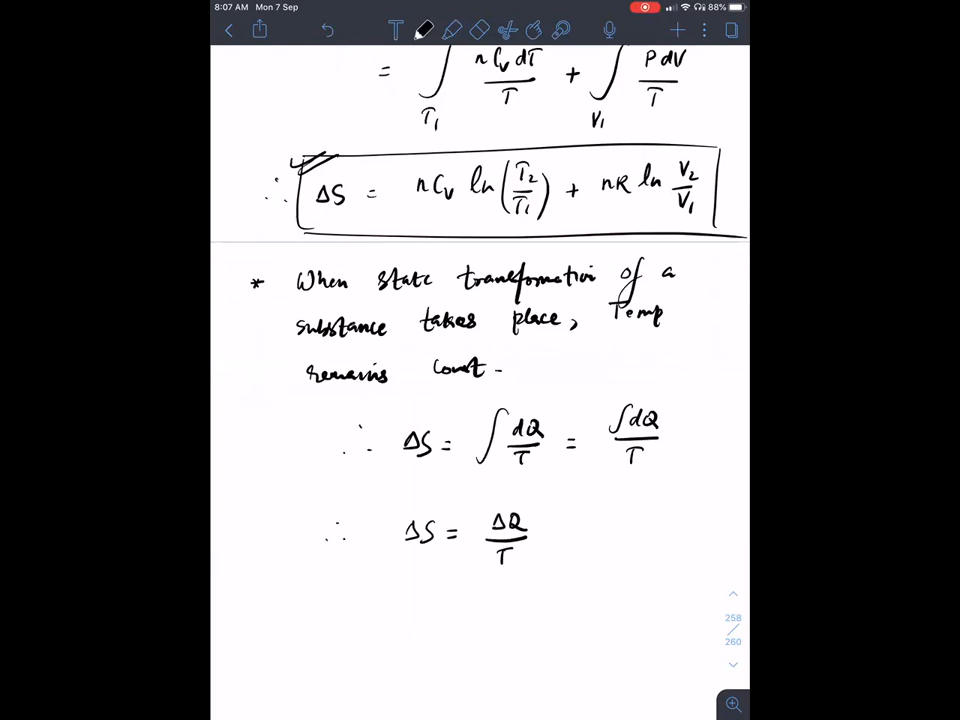 8:07 AM Mon 7 Sep 88%
= ∫ nCv dT / T + ∫ P dV / T
T1 V1
∴ ΔS = nCv ln (T2/T1) + nR ln V2/V1
* When state transformation of a
substance takes place, Temp
remains const.
∴ ΔS = ∫ dQ/T = ∫dQ/T
∴ ΔS = ΔQ/T
258
/
260